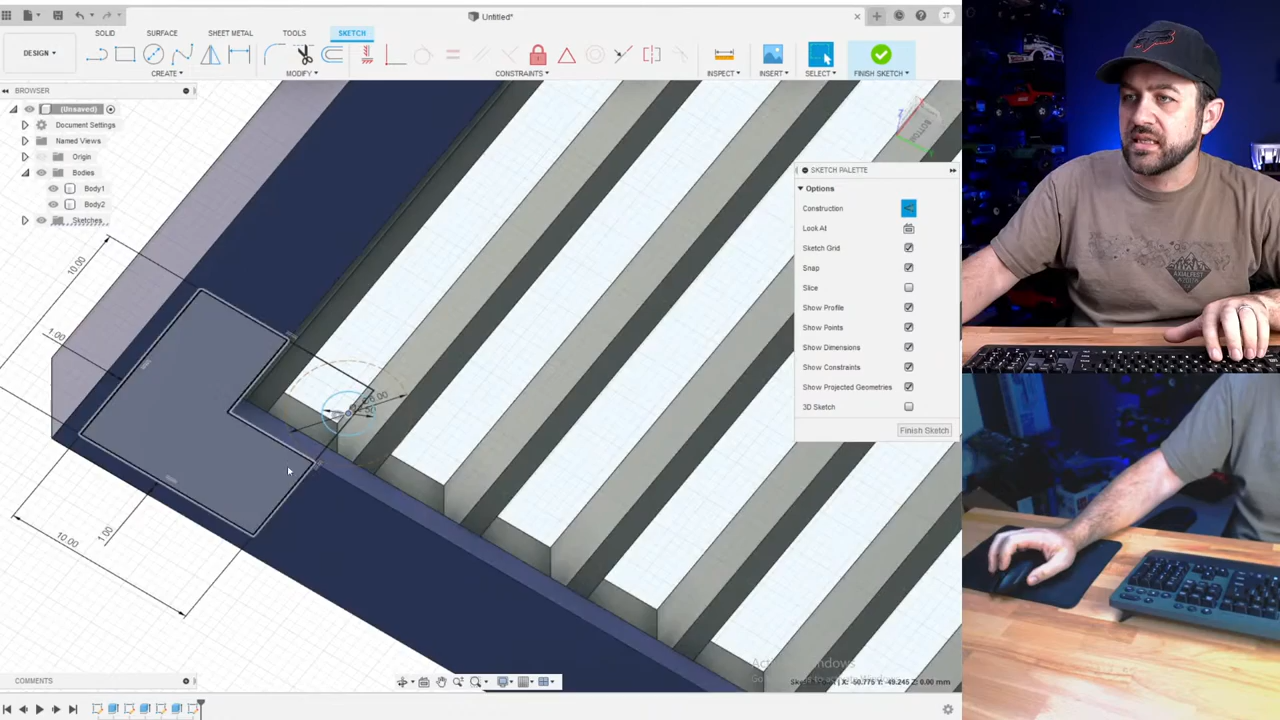 Untitled*
JT
SOLID SURFACE SHEET METAL TOOLS SKETCH
DESIGN
CREATE MODIFY CONSTRAINTS INSPECT INSERT SELECT FINISH SKETCH
BROWSER
(Unsaved)
Document Settings
Named Views
Origin
Bodies
Body1
Body2
Sketches
BOTTOM
SKETCH PALETTE
Options
Construction
Look At
Sketch Grid
Snap
Slice
Show Profile
Show Points
Show Dimensions
Show Constraints
Show Projected Geometries
3D Sketch
Finish Sketch
10.00
1.00
10.00
1.00
COMMENTS